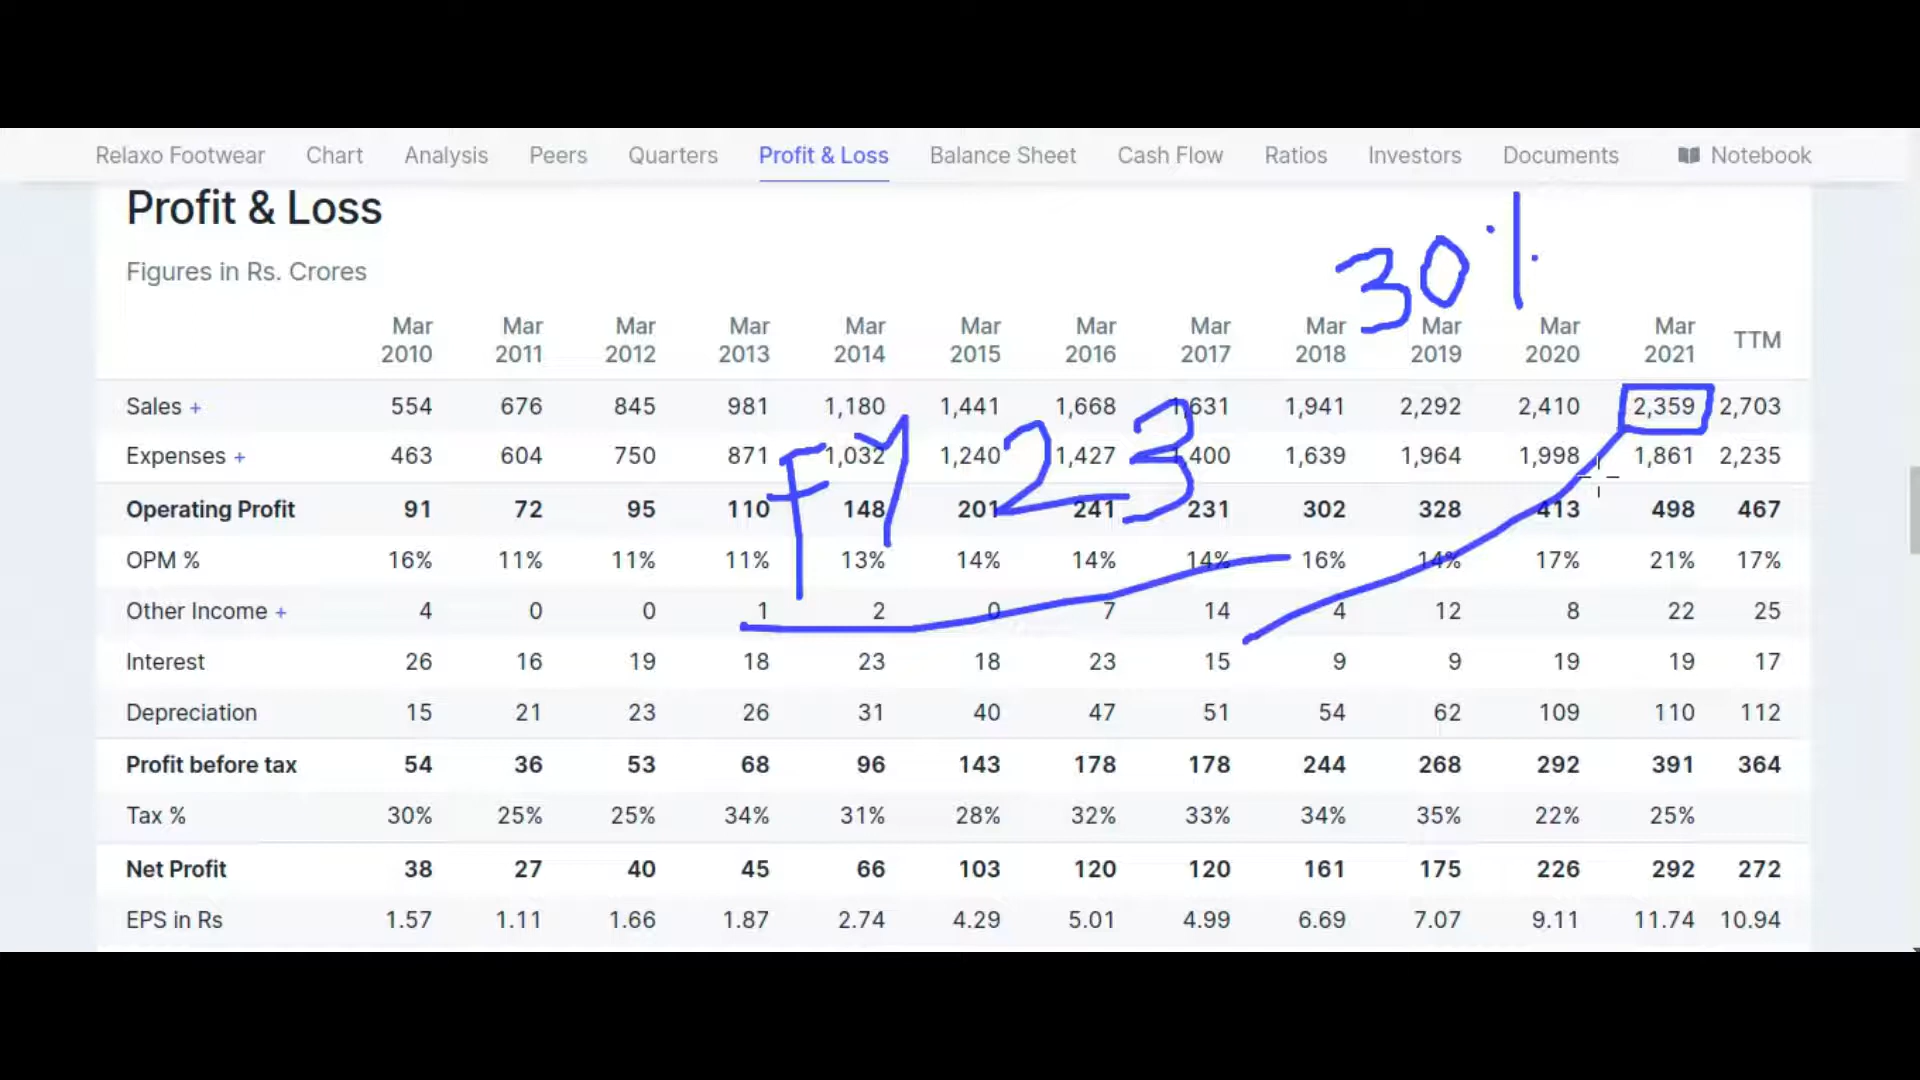 Relaxo Footwear Chart Analysis Peers Quarters Profit & Loss Balance Sheet Cash Flow Ratios Investors Documents Notebook
Profit & Loss
Figures in Rs. Crores
30%
Mar 2010 Mar 2011 Mar 2012 Mar 2013 Mar 2014 Mar 2015 Mar 2016 Mar 2017 Mar 2018 Mar 2019 Mar 2020 Mar 2021 TTM
Sales + 554 676 845 981 1,180 1,441 1,668 1,631 1,941 2,292 2,410 2,359 2,703
Expenses + 463 604 750 871 1,032 1,240 1,427 1,400 1,639 1,964 1,998 1,861 2,235
FY 23
Operating Profit 91 72 95 110 148 201 241 231 302 328 413 498 467
OPM % 16% 11% 11% 11% 13% 14% 14% 14% 16% 14% 17% 21% 17%
Other Income + 4 0 0 1 2 0 7 14 4 12 8 22 25
Interest 26 16 19 18 23 18 23 15 9 9 19 19 17
Depreciation 15 21 23 26 31 40 47 51 54 62 109 110 112
Profit before tax 54 36 53 68 96 143 178 178 244 268 292 391 364
Tax % 30% 25% 25% 34% 31% 28% 32% 33% 34% 35% 22% 25%
Net Profit 38 27 40 45 66 103 120 120 161 175 226 292 272
EPS in Rs 1.57 1.11 1.66 1.87 2.74 4.29 5.01 4.99 6.69 7.07 9.11 11.74 10.94